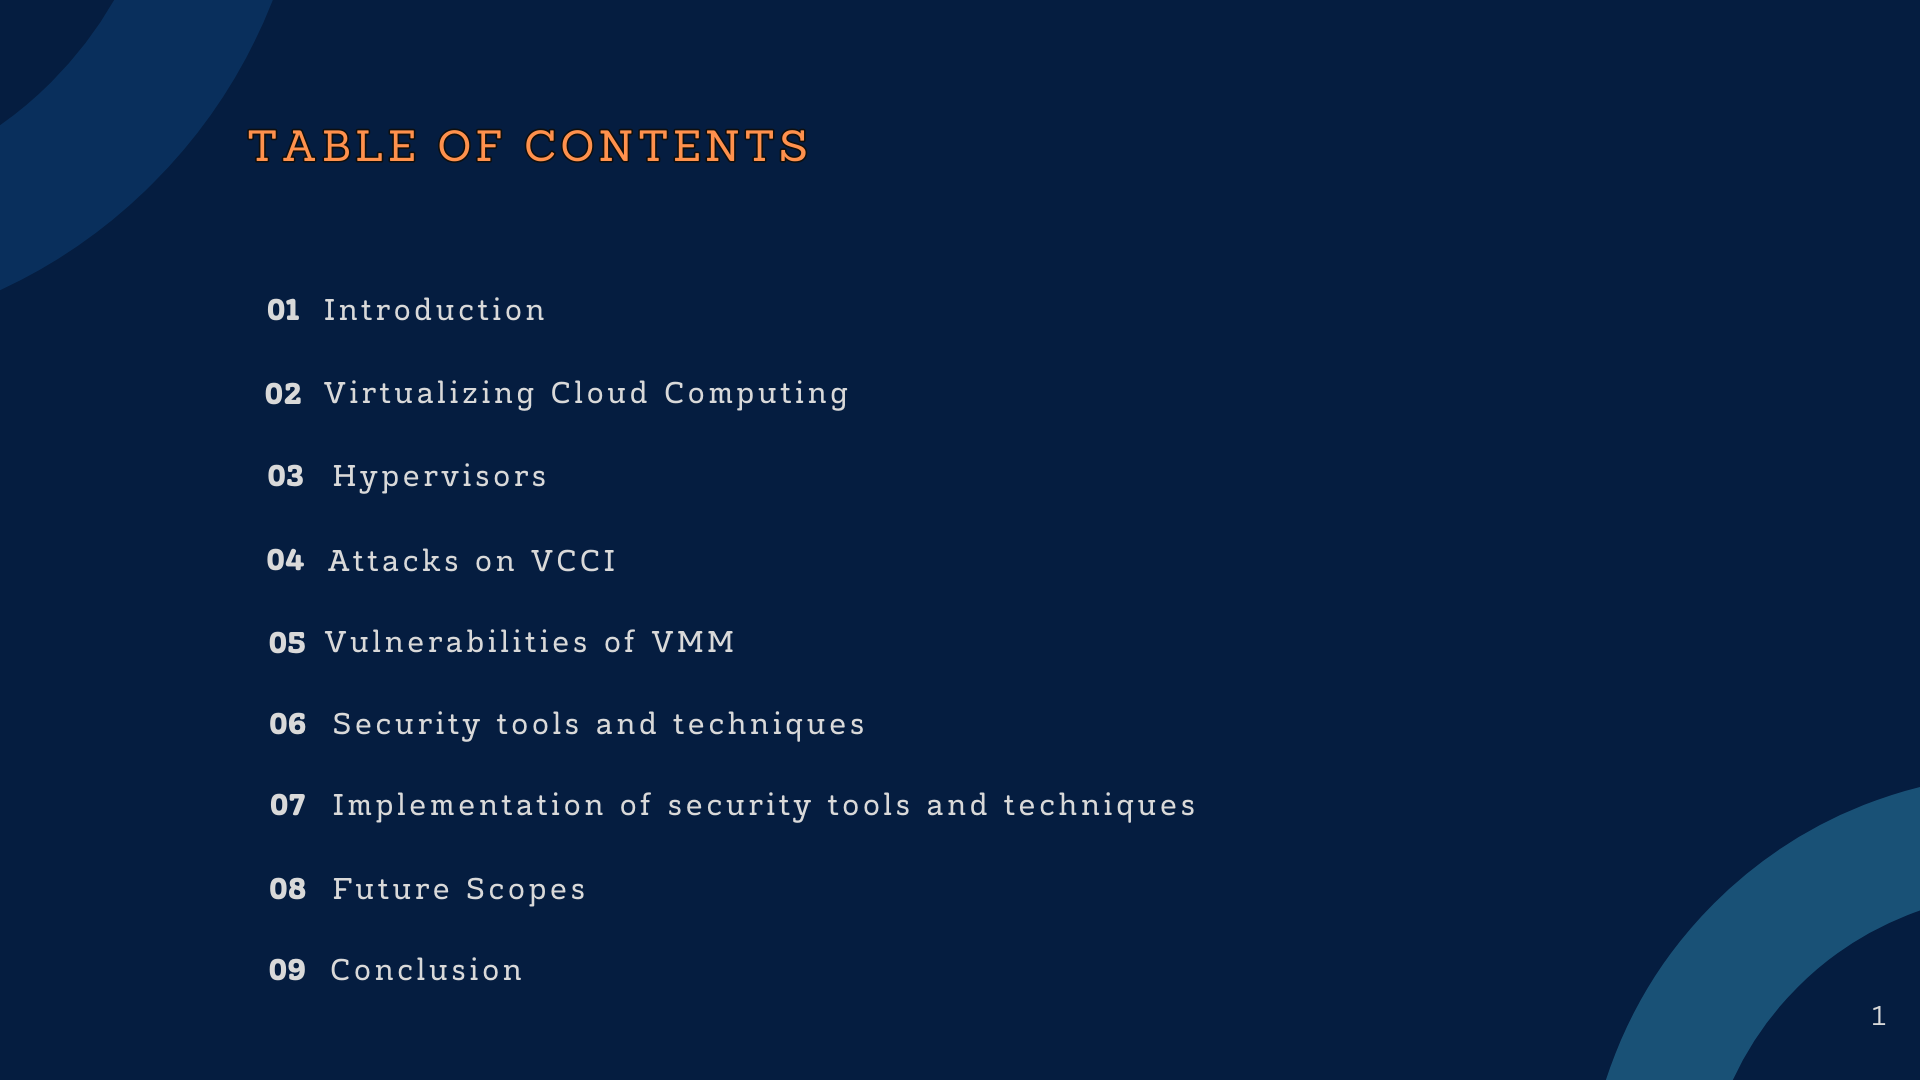 TABLE OF CONTENTS
01 Introduction
02 Virtualizing Cloud Computing
03 Hypervisors
04 Attacks on VCCI
05 Vulnerabilities of VMM
06 Security tools and techniques
07 Implementation of security tools and techniques
08 Future Scopes
09 Conclusion
1